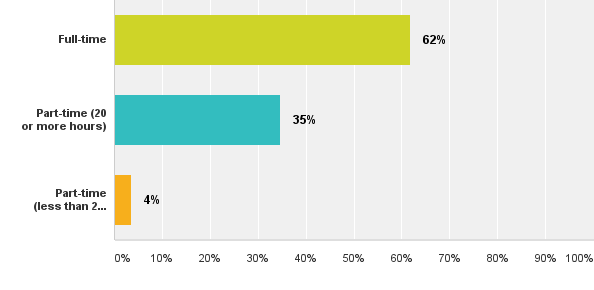 Full-time
62%
Part-time (20
or more hours)
35%
Part-time
(less than 2...
4%
0% 10% 20% 30% 40% 50% 60% 70% 80% 90% 100%